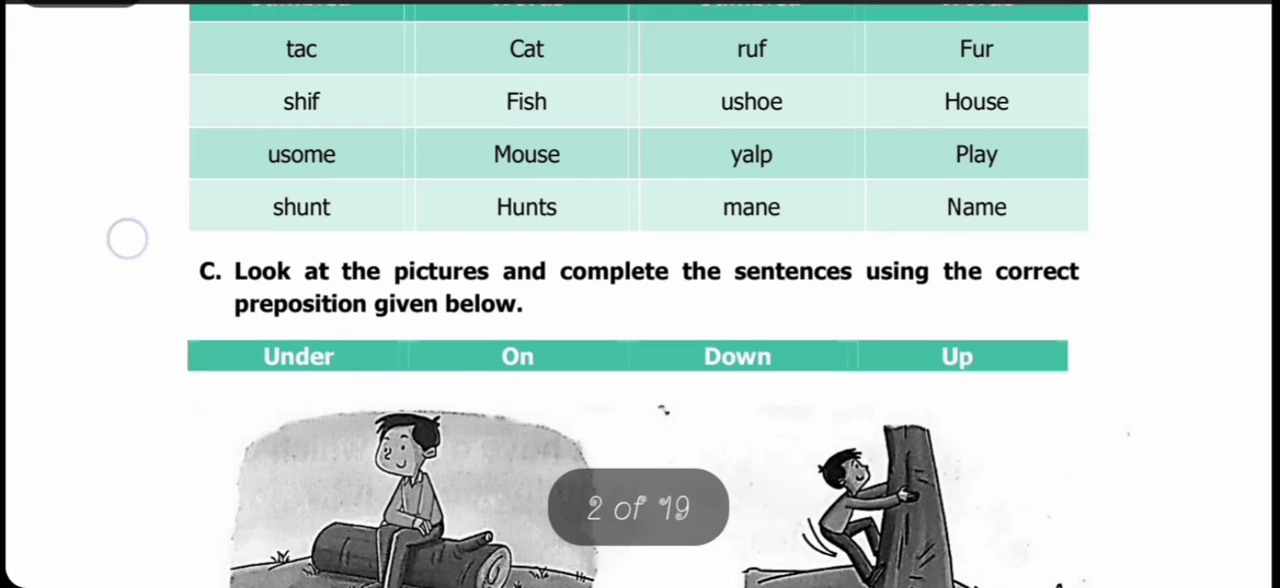 tac Cat ruf Fur
shif Fish ushoe House
usome Mouse yalp Play
shunt Hunts mane Name
C. Look at the pictures and complete the sentences using the correct
preposition given below.
Under On Down Up
2 of 19